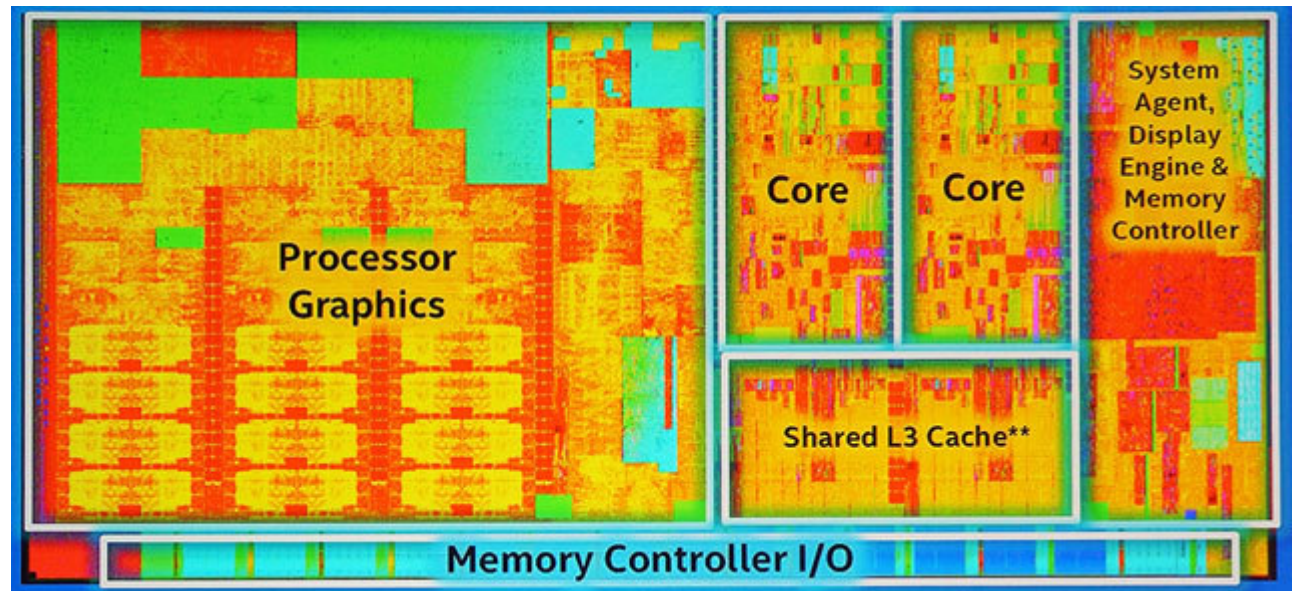 Processor
Graphics
Core
Core
System
Agent,
Display
Engine &
Memory
Controller
Shared L3 Cache**
Memory Controller I/O